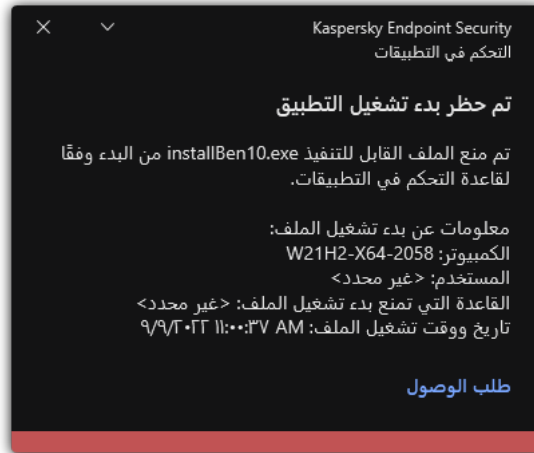 Kaspersky Endpoint Security
التحكم في التطبيقات
تم حظر بدء تشغيل التطبيق
تم منع الملف القابل للتنفيذ installBen10.exe من البدء وفقًا
لقاعدة التحكم في التطبيقات.
معلومات عن بدء تشغيل الملف:
الكمبيوتر: W21H2-X64-2058
المستخدم: <غير محدد>
القاعدة التي تمنع بدء تشغيل الملف: <غير محدد>
تاريخ ووقت تشغيل الملف: ٩/٩/٢٠٢٢ ١١:٠٠:٣٧ AM
طلب الوصول